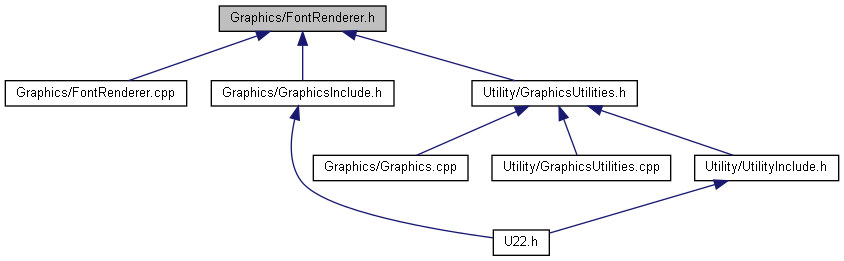 Graphics/FontRenderer.h
Graphics/FontRenderer.cpp
Graphics/GraphicsInclude.h
Utility/GraphicsUtilities.h
Graphics/Graphics.cpp
Utility/GraphicsUtilities.cpp
Utility/UtilityInclude.h
U22.h